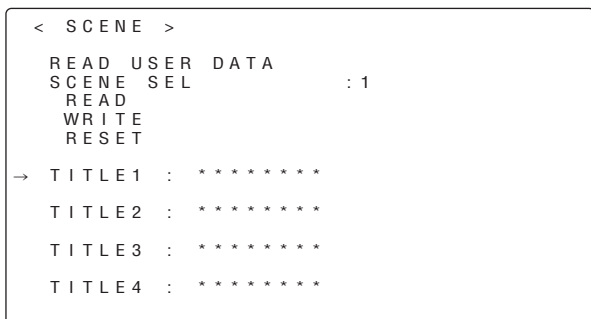 < SCENE >
READ USER DATA
SCENE SEL :1
READ
WRITE
RESET
→ TITLE1 : ********
TITLE2 : ********
TITLE3 : ********
TITLE4 : ********